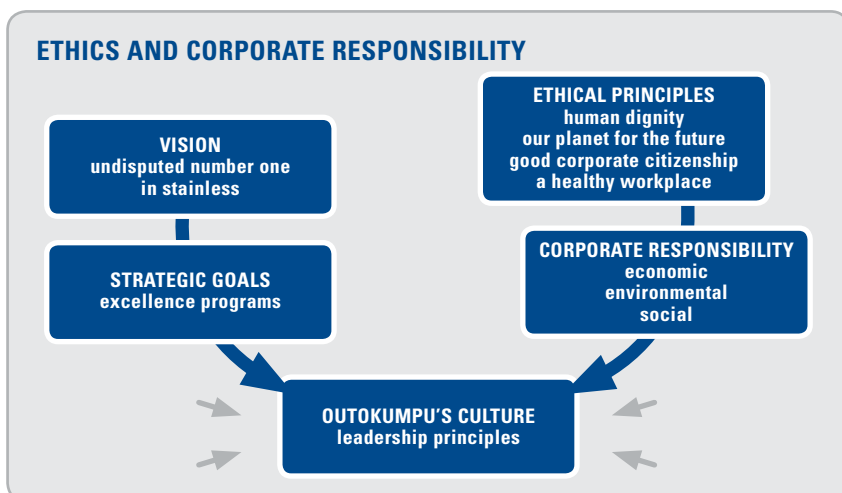 ETHICS AND CORPORATE RESPONSIBILITY
VISION
undisputed number one
in stainless
STRATEGIC GOALS
excellence programs
ETHICAL PRINCIPLES
human dignity
our planet for the future
good corporate citizenship
a healthy workplace
CORPORATE RESPONSIBILITY
economic
environmental
social
OUTOKUMPU'S CULTURE
leadership principles